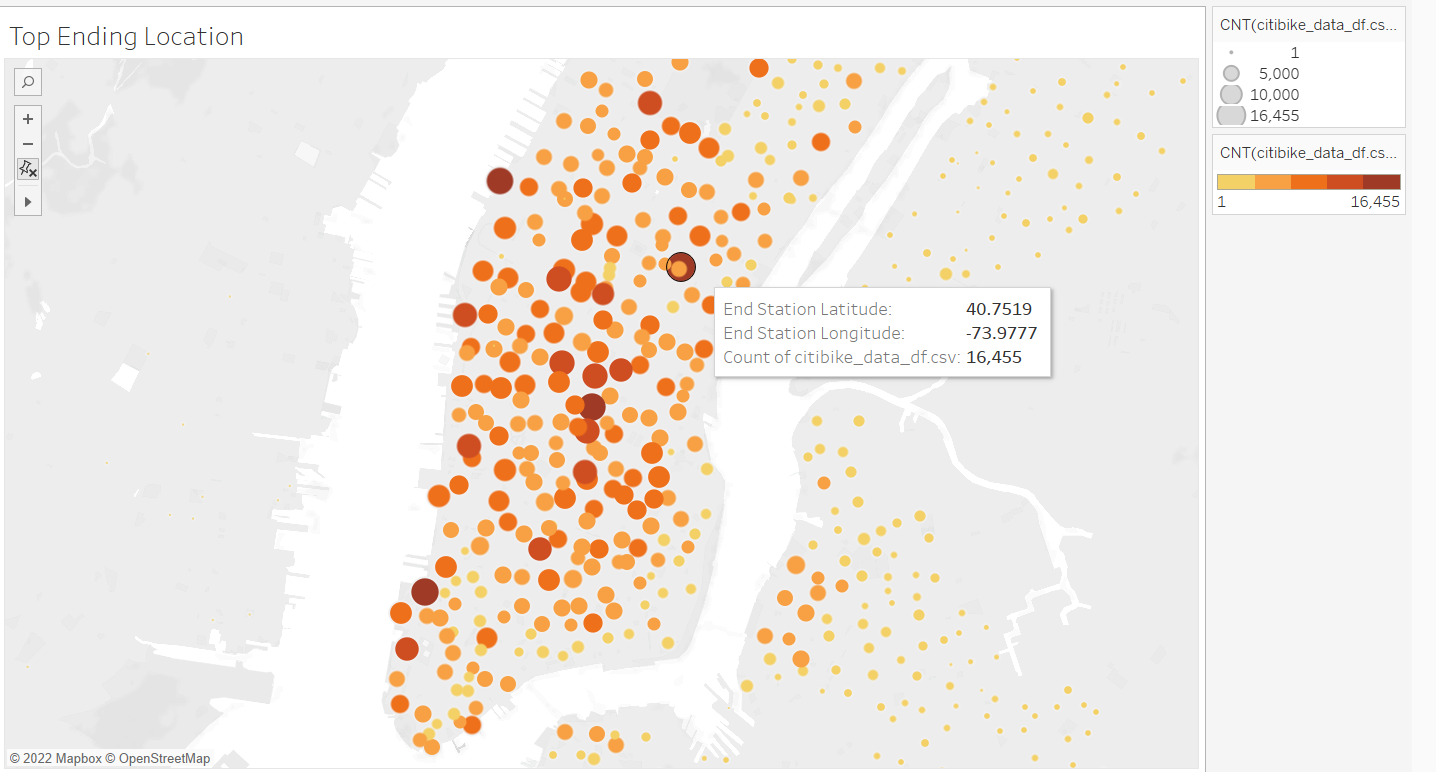 Top Ending Location
CNT(citibike_data_df.cs...
1
5,000
10,000
16,455
CNT(citibike_data_df.cs...
1 16,455
End Station Latitude: 40.7519
End Station Longitude: -73.9777
Count of citibike_data_df.csv: 16,455
© 2022 Mapbox © OpenStreetMap